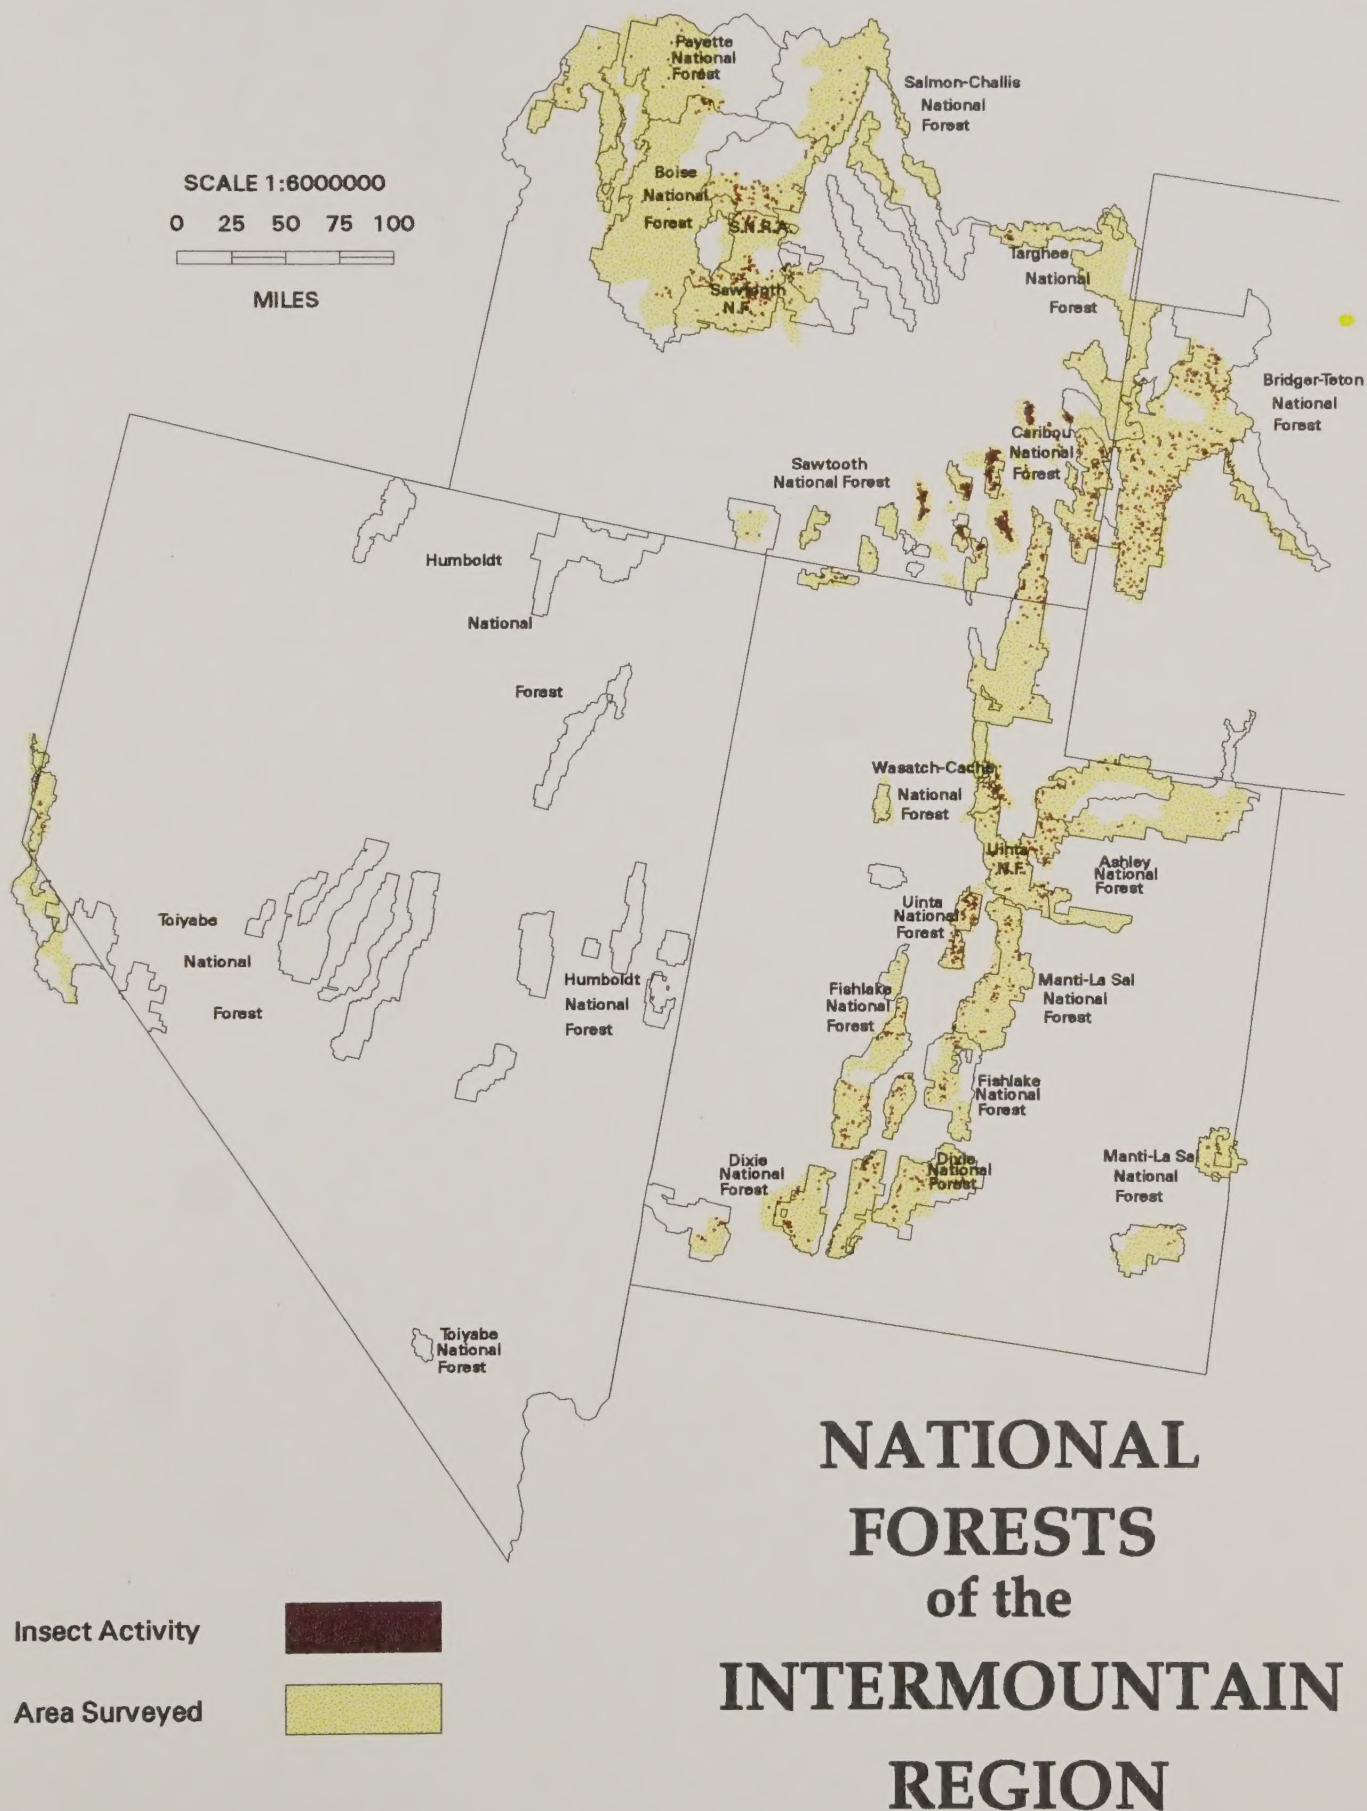 Payette
National
Forest
Salmon-Challis
National
Forest
SCALE 1:6000000
0 25 50 75 100
MILES
Boise
National
Forest
S.N.R.A.
Sawtooth
N.F.
Targhee
National
Forest
Bridger-Teton
National
Forest
Caribou
National
Forest
Sawtooth
National Forest
Humboldt
National
Forest
Wasatch-Cache
National
Forest
Uinta
N.F.
Ashley
National
Forest
Uinta
National
Forest
Toiyabe
National
Forest
Humboldt
National
Forest
Fishlake
National
Forest
Manti-La Sal
National
Forest
Fishlake
National
Forest
Dixie
National
Forest
Dixie
National
Forest
Manti-La Sal
National
Forest
Toiyabe
National
Forest
NATIONAL
FORESTS
of the
INTERMOUNTAIN
REGION
Insect Activity
Area Surveyed